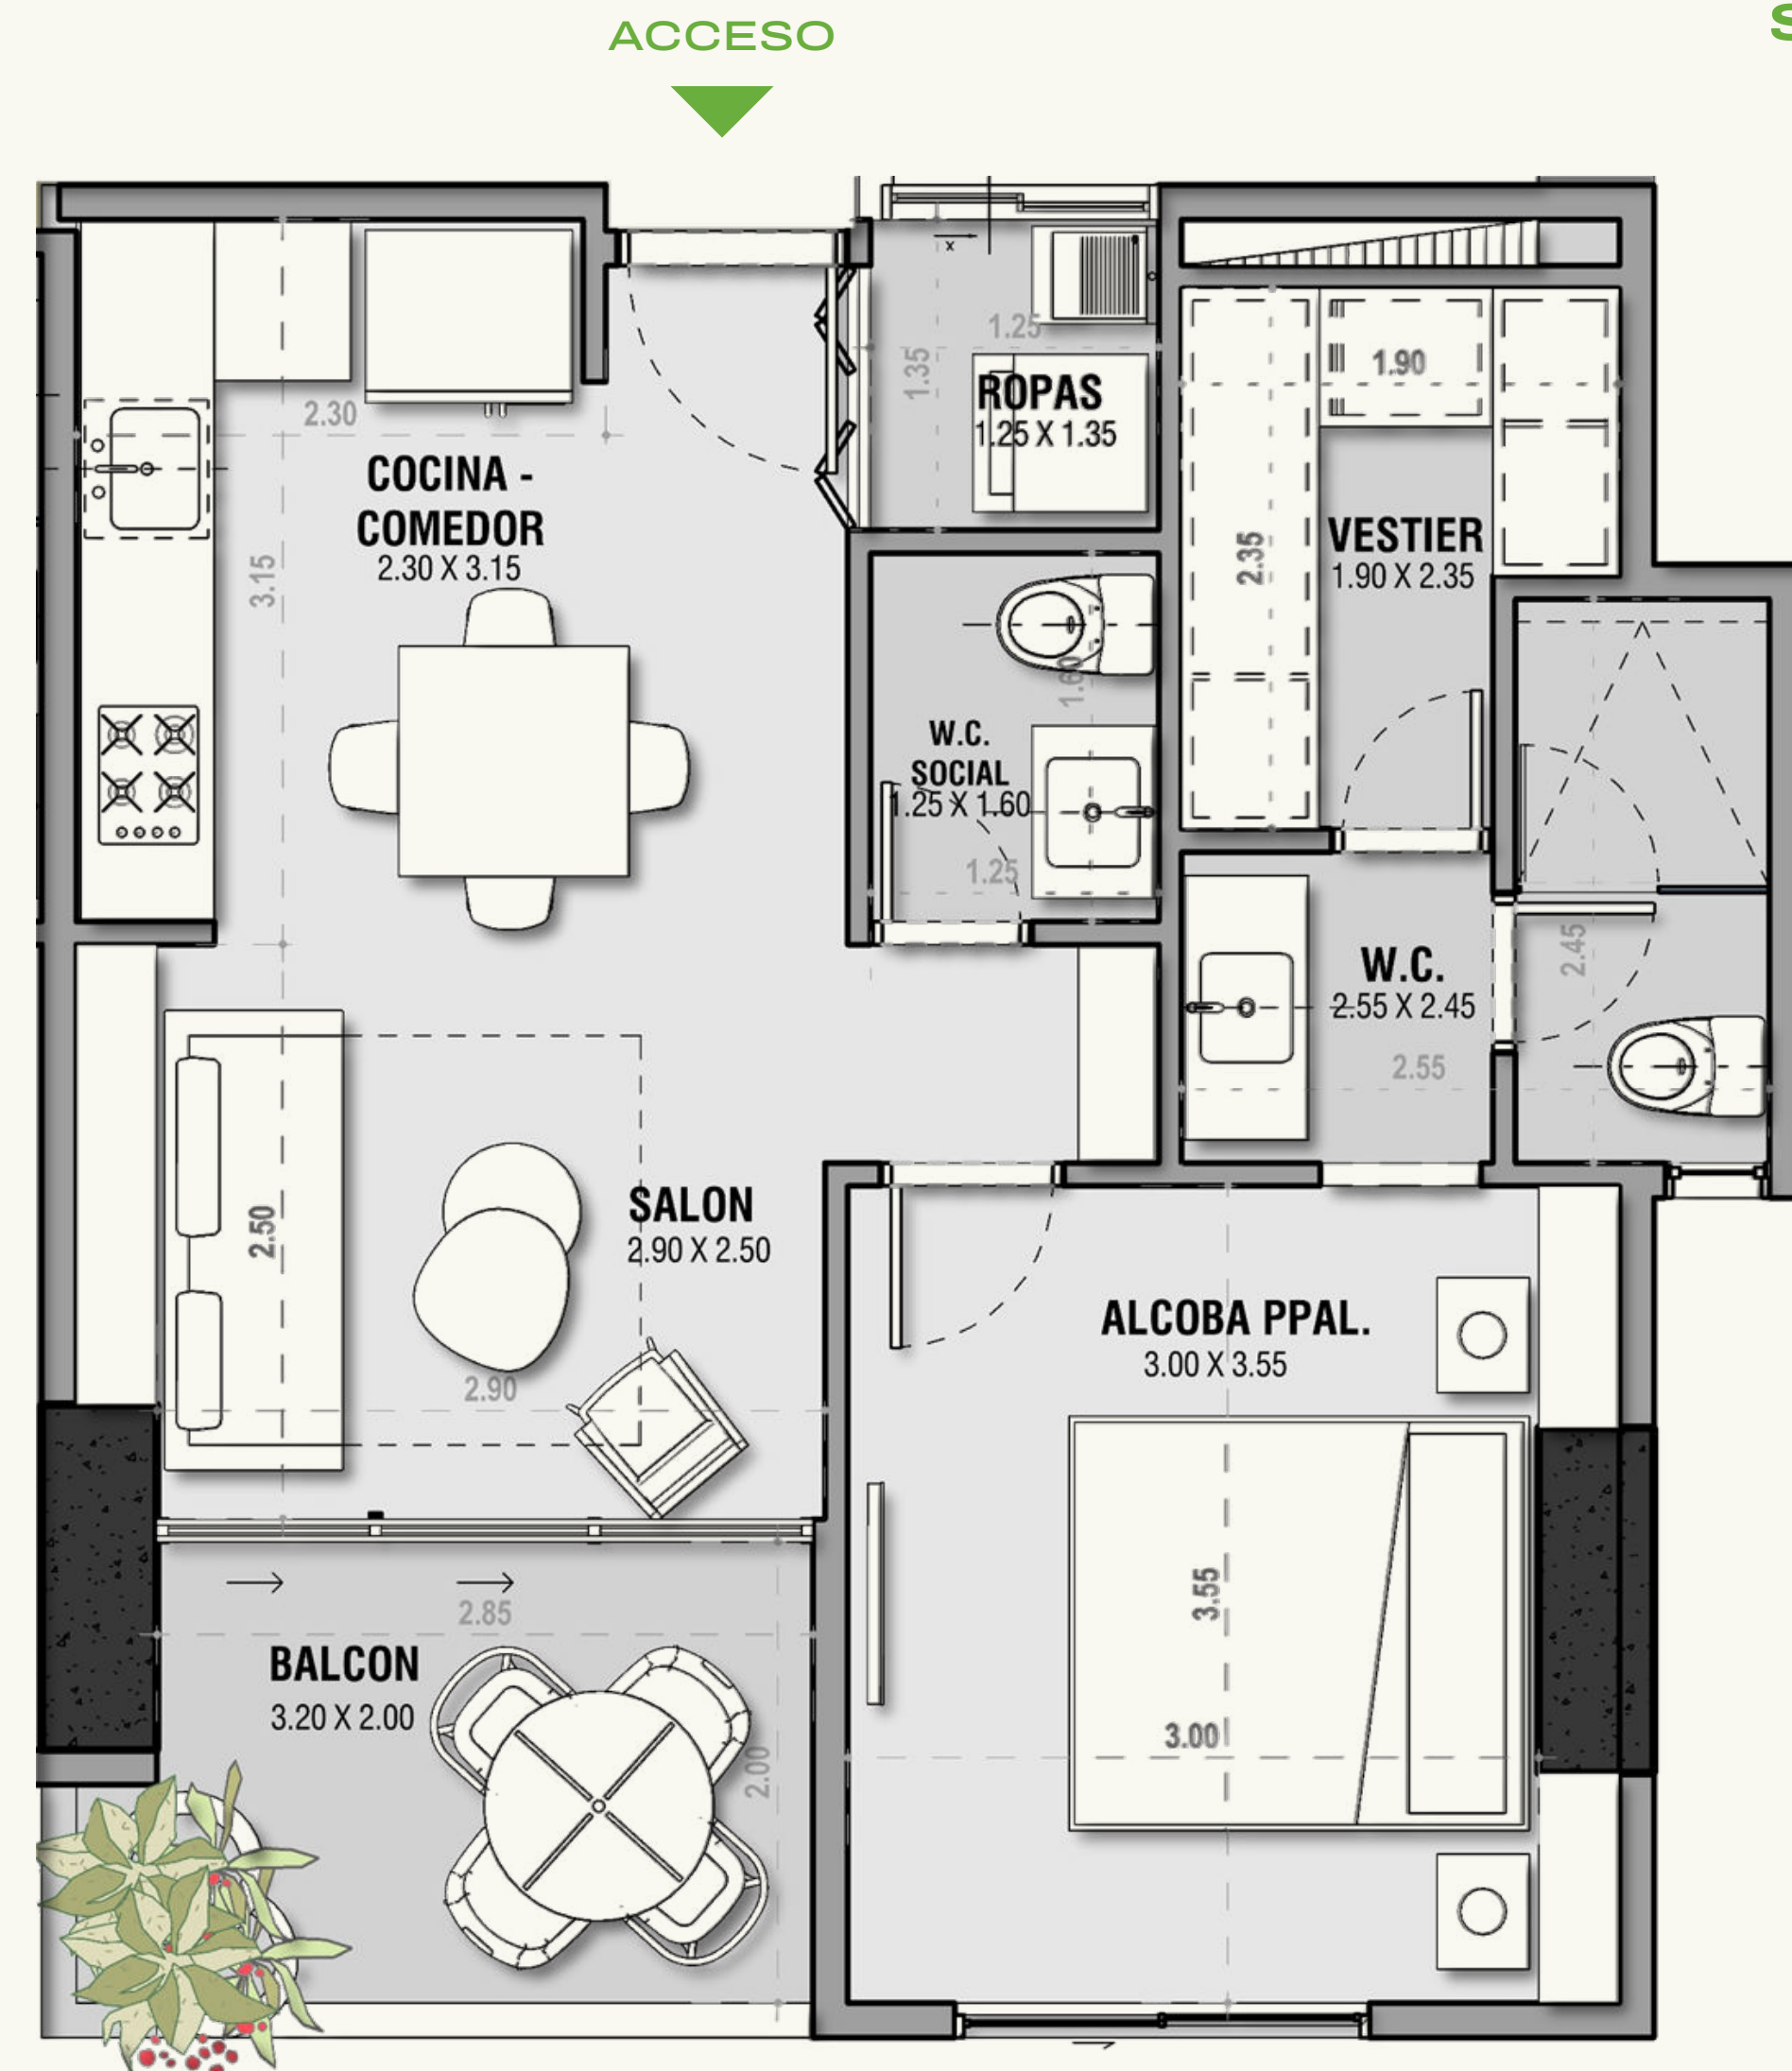 ACCESO
S
x
1.25
1.35
ROPAS
1.25 X 1.35
1.90
2.30
COCINA -
COMEDOR
2.30 X 3.15
3.15
2.35
VESTIER
1.90 X 2.35
1.60
W.C.
SOCIAL
1.25 X 1.60
1.25
W.C.
2.55 X 2.45
2.45
2.55
SALON
2.90 X 2.50
2.50
2.90
ALCOBA PPAL.
3.00 X 3.55
3.55
3.00
2.85
BALCON
3.20 X 2.00
2.00